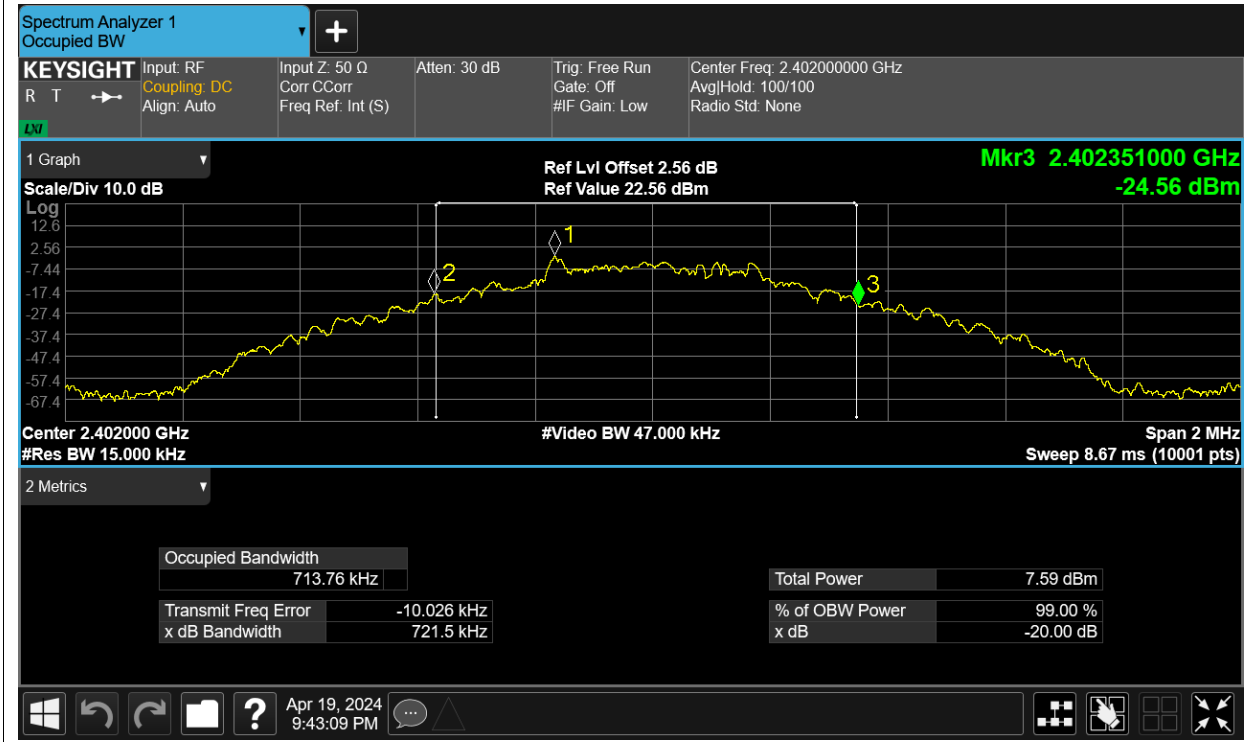 Spectrum Analyzer 1
Occupied BW
KEYSIGHT
R T
LXI
Input: RF
Coupling: DC
Align: Auto
Input Z: 50 Ω
Corr CCorr
Freq Ref: Int (S)
Atten: 30 dB
Trig: Free Run
Gate: Off
#IF Gain: Low
Center Freq: 2.402000000 GHz
Avg|Hold: 100/100
Radio Std: None
1 Graph
Scale/Div 10.0 dB
Ref Lvl Offset 2.56 dB
Ref Value 22.56 dBm
Mkr3 2.402351000 GHz
-24.56 dBm
Log
12.6
2.56
-7.44
-17.4
-27.4
-37.4
-47.4
-57.4
-67.4
1
2
3
Center 2.402000 GHz
#Res BW 15.000 kHz
#Video BW 47.000 kHz
Span 2 MHz
Sweep 8.67 ms (10001 pts)
2 Metrics
Occupied Bandwidth
713.76 kHz
Transmit Freq Error -10.026 kHz
x dB Bandwidth 721.5 kHz
Total Power 7.59 dBm
% of OBW Power 99.00 %
x dB -20.00 dB
?
Apr 19, 2024
9:43:09 PM